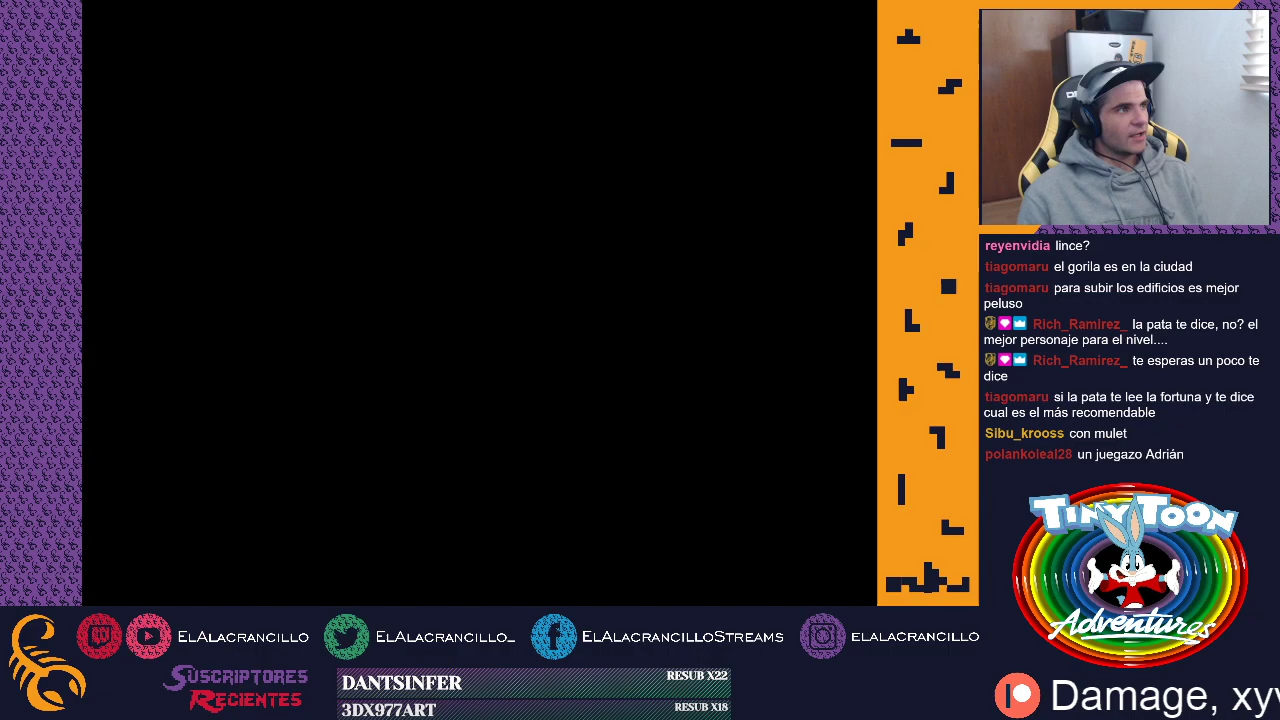 reyenvidia lince?
tiagomaru el gorila es en la ciudad
tiagomaru para subir los edificios es mejor
peluso
Rich_Ramirez_ la pata te dice, no? el
mejor personaje para el nivel....
Rich_Ramirez_ te esperas un poco te
dice
tiagomaru si la pata te lee la fortuna y te dice
cual es el más recomendable
Sibu_krooss con mulet
polankoleal28 un juegazo Adrián
TINY TOON
Adventures
ELALACRANCILLO
ELALACRANCILLO_
ELALACRANCILLOSTREAMS
ELALACRANCILLO
SUSCRIPTORES
RECIENTES
DANTSINFER RESUB X22
3DX977ART RESUB X18
Damage, xy